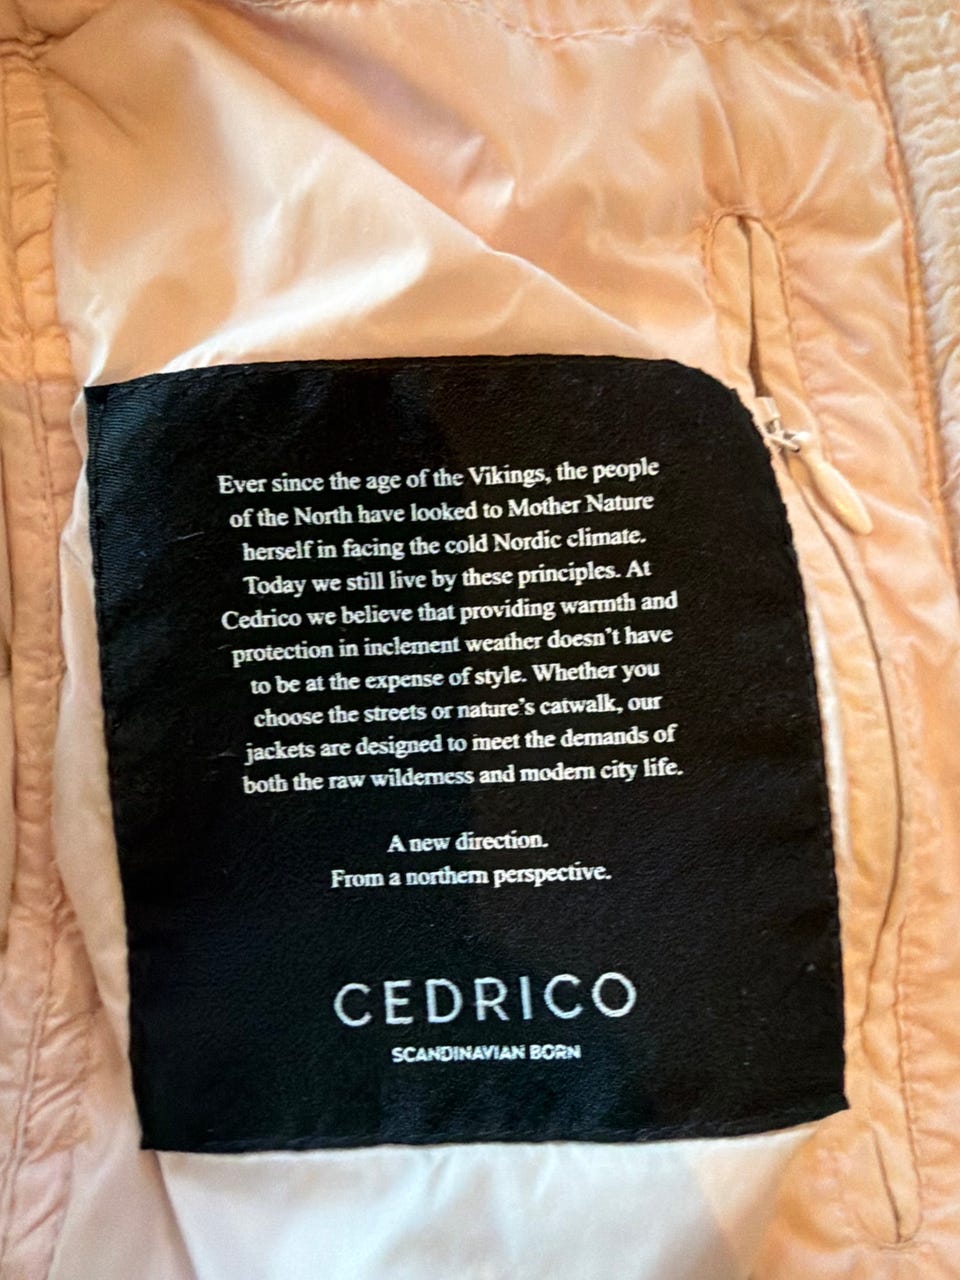 Ever since the age of the Vikings, the people
of the North have looked to Mother Nature
herself in facing the cold Nordic climate.
Today we still live by these principles. At
Cedrico we believe that providing warmth and
protection in inclement weather doesn't have
to be at the expense of style. Whether you
choose the streets or nature's catwalk, our
jackets are designed to meet the demands of
both the raw wilderness and modern city life.
A new direction.
From a northern perspective.
CEDRICO
SCANDINAVIAN BORN